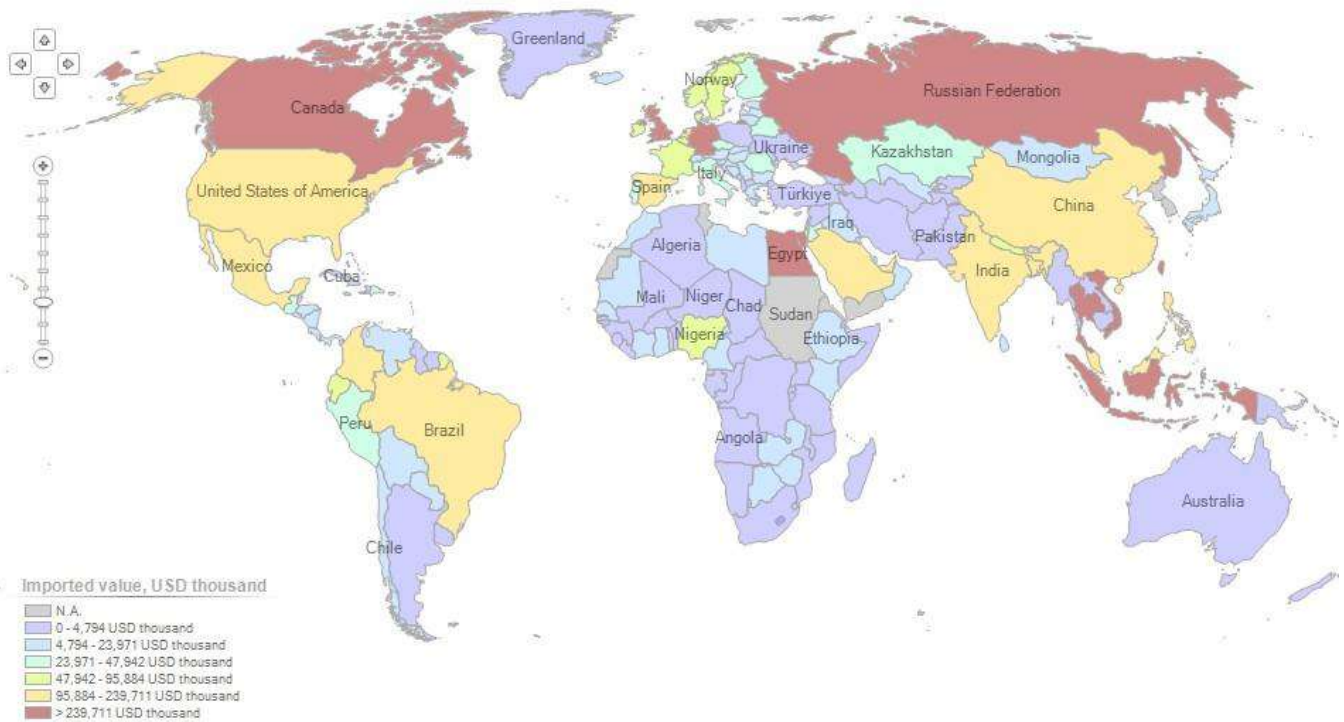 Greenland
Norway
Russian Federation
Canada
Ukraine
Kazakhstan
Mongolia
Italy
United States of America
Spain
Türkiye
China
Iraq
Algeria
Pakistan
Egypt
Mexico
India
Cuba
Mali
Niger
Chad
Sudan
Nigeria
Ethiopia
Peru
Brazil
Angola
Australia
Chile
Imported value, USD thousand
N.A.
0 - 4,794 USD thousand
4,794 - 23,971 USD thousand
23,971 - 47,942 USD thousand
47,942 - 95,884 USD thousand
95,884 - 239,711 USD thousand
> 239,711 USD thousand